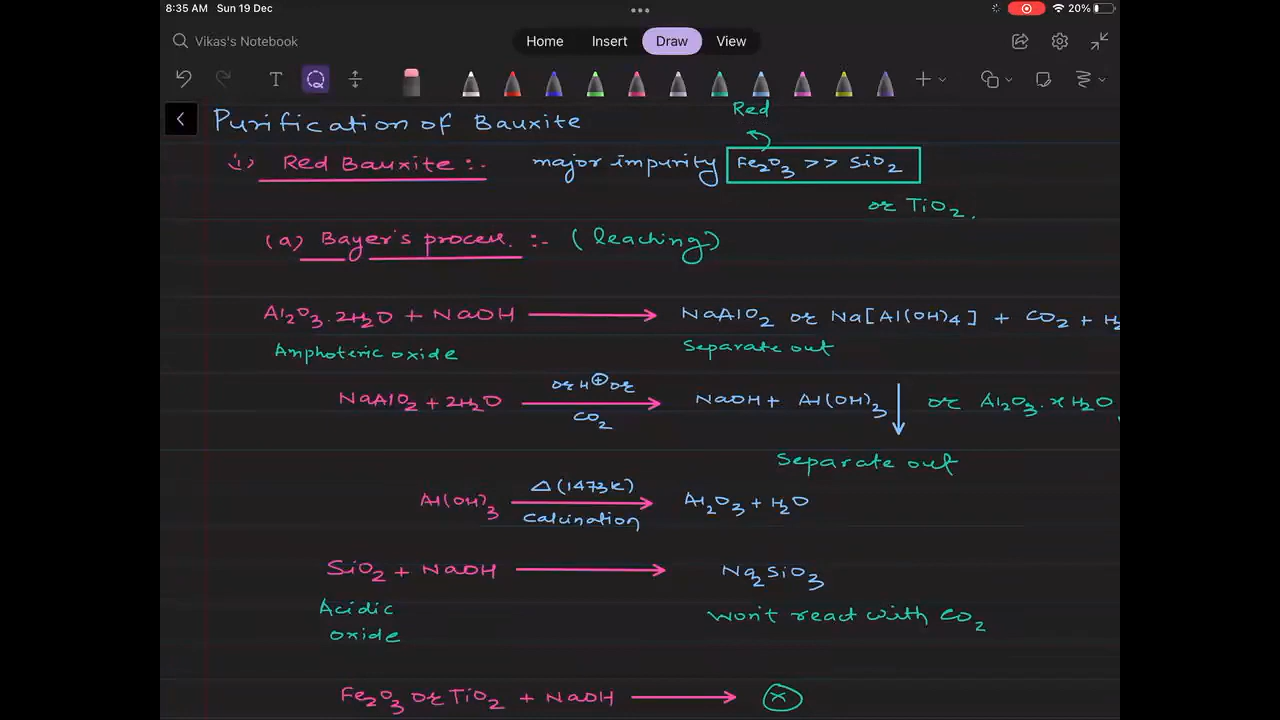 8:35 AM Sun 19 Dec
20%
Vikas's Notebook
Home Insert Draw View
T
Red
Purification of Bauxite
(i) Red Bauxite :- major impurity Fe₂O₃ >> SiO₂
or TiO₂.
(a) Bayer's process. :- (leaching)
Al₂O₃.2H₂O + NaOH ⟶ NaAlO₂ or Na[Al(OH)₄] + CO₂ + H₂
Amphoteric oxide Separate out
or H⊕ or
NaAlO₂ + 2H₂O ⟶ NaOH + Al(OH)₃ ↓ or Al₂O₃.xH₂O
CO₂
Separate out
Δ(1473K)
Al(OH)₃ ⟶ Al₂O₃ + H₂O
Calcination
SiO₂ + NaOH ⟶ Na₂SiO₃
Acidic won't react with CO₂
oxide
Fe₂O₃ or TiO₂ + NaOH ⟶ ⊗